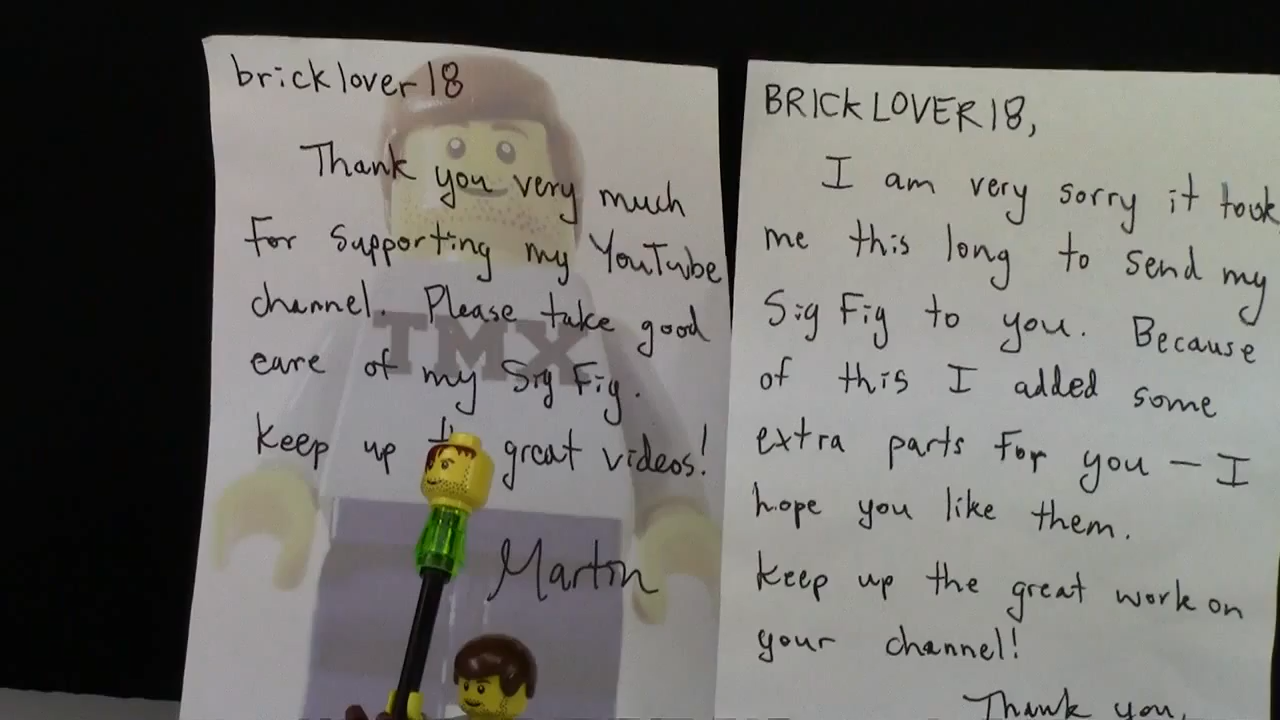 bricklover18
Thank you very much
for supporting my YouTube
channel. Please take good
care of my Sig Fig.
Keep up great videos!
Martin
TMX
BRICKLOVER18,
I am very sorry it took
me this long to send my
Sig Fig to you. Because
of this I added some
extra parts for you — I
hope you like them.
Keep up the great work on
your channel!
Thank you,